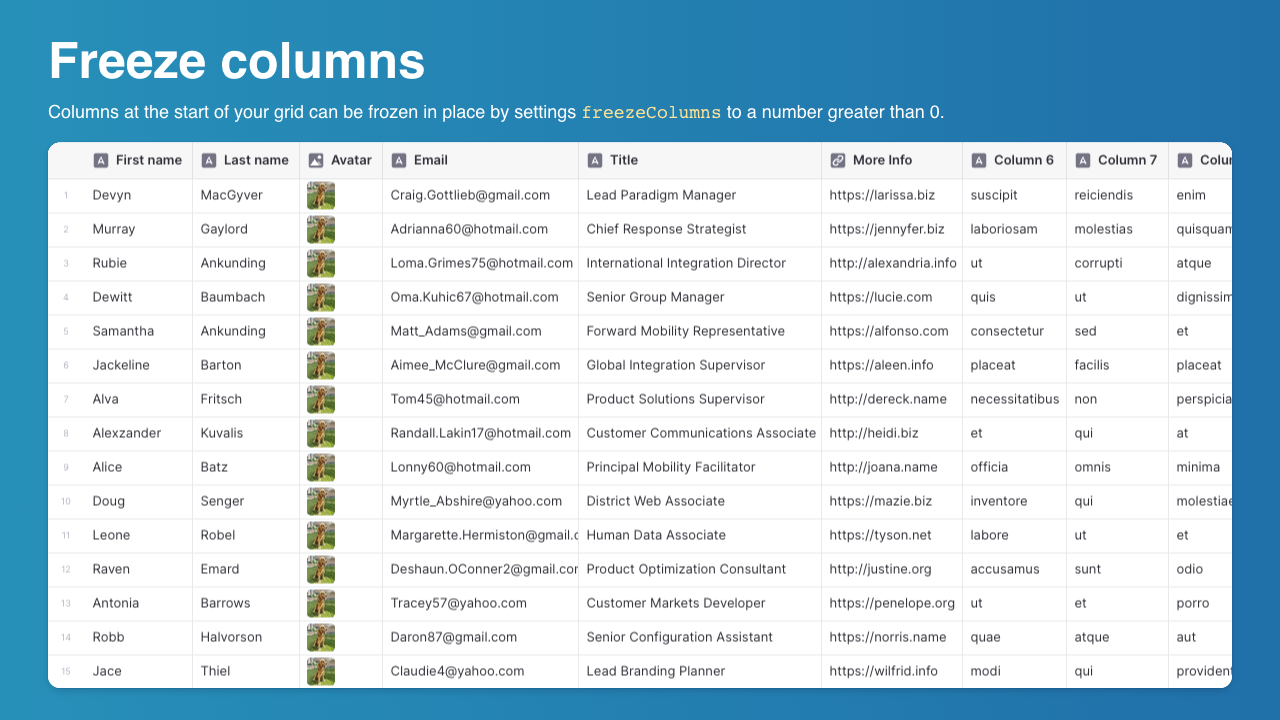 Freeze columns
Columns at the start of your grid can be frozen in place by settings freezeColumns to a number greater than 0.
First name Last name Avatar Email Title More Info Column 6 Column 7
1 Devyn MacGyver Craig.Gottlieb@gmail.com Lead Paradigm Manager https://larissa.biz suscipit reiciendis enim
2 Murray Gaylord Adrianna60@hotmail.com Chief Response Strategist https://jennyfer.biz laboriosam molestias quisquam
3 Rubie Ankunding Loma.Grimes75@hotmail.com International Integration Director http://alexandria.info ut corrupti atque
4 Dewitt Baumbach Oma.Kuhic67@hotmail.com Senior Group Manager https://lucie.com quis ut dignissim
5 Samantha Ankunding Matt_Adams@gmail.com Forward Mobility Representative https://alfonso.com consectetur sed et
6 Jackeline Barton Aimee_McClure@gmail.com Global Integration Supervisor https://aleen.info placeat facilis placeat
7 Alva Fritsch Tom45@hotmail.com Product Solutions Supervisor http://dereck.name necessitatibus non perspicia
8 Alexzander Kuvalis Randall.Lakin17@hotmail.com Customer Communications Associate http://heidi.biz et qui at
9 Alice Batz Lonny60@hotmail.com Principal Mobility Facilitator http://joana.name officia omnis minima
10 Doug Senger Myrtle_Abshire@yahoo.com District Web Associate https://mazie.biz inventore qui molestiae
11 Leone Robel Margarette.Hermiston@gmail.c Human Data Associate https://tyson.net labore ut et
12 Raven Emard Deshaun.OConner2@gmail.cor Product Optimization Consultant http://justine.org accusamus sunt odio
13 Antonia Barrows Tracey57@yahoo.com Customer Markets Developer https://penelope.org ut et porro
14 Robb Halvorson Daron87@gmail.com Senior Configuration Assistant https://norris.name quae atque aut
15 Jace Thiel Claudie4@yahoo.com Lead Branding Planner https://wilfrid.info modi qui provident